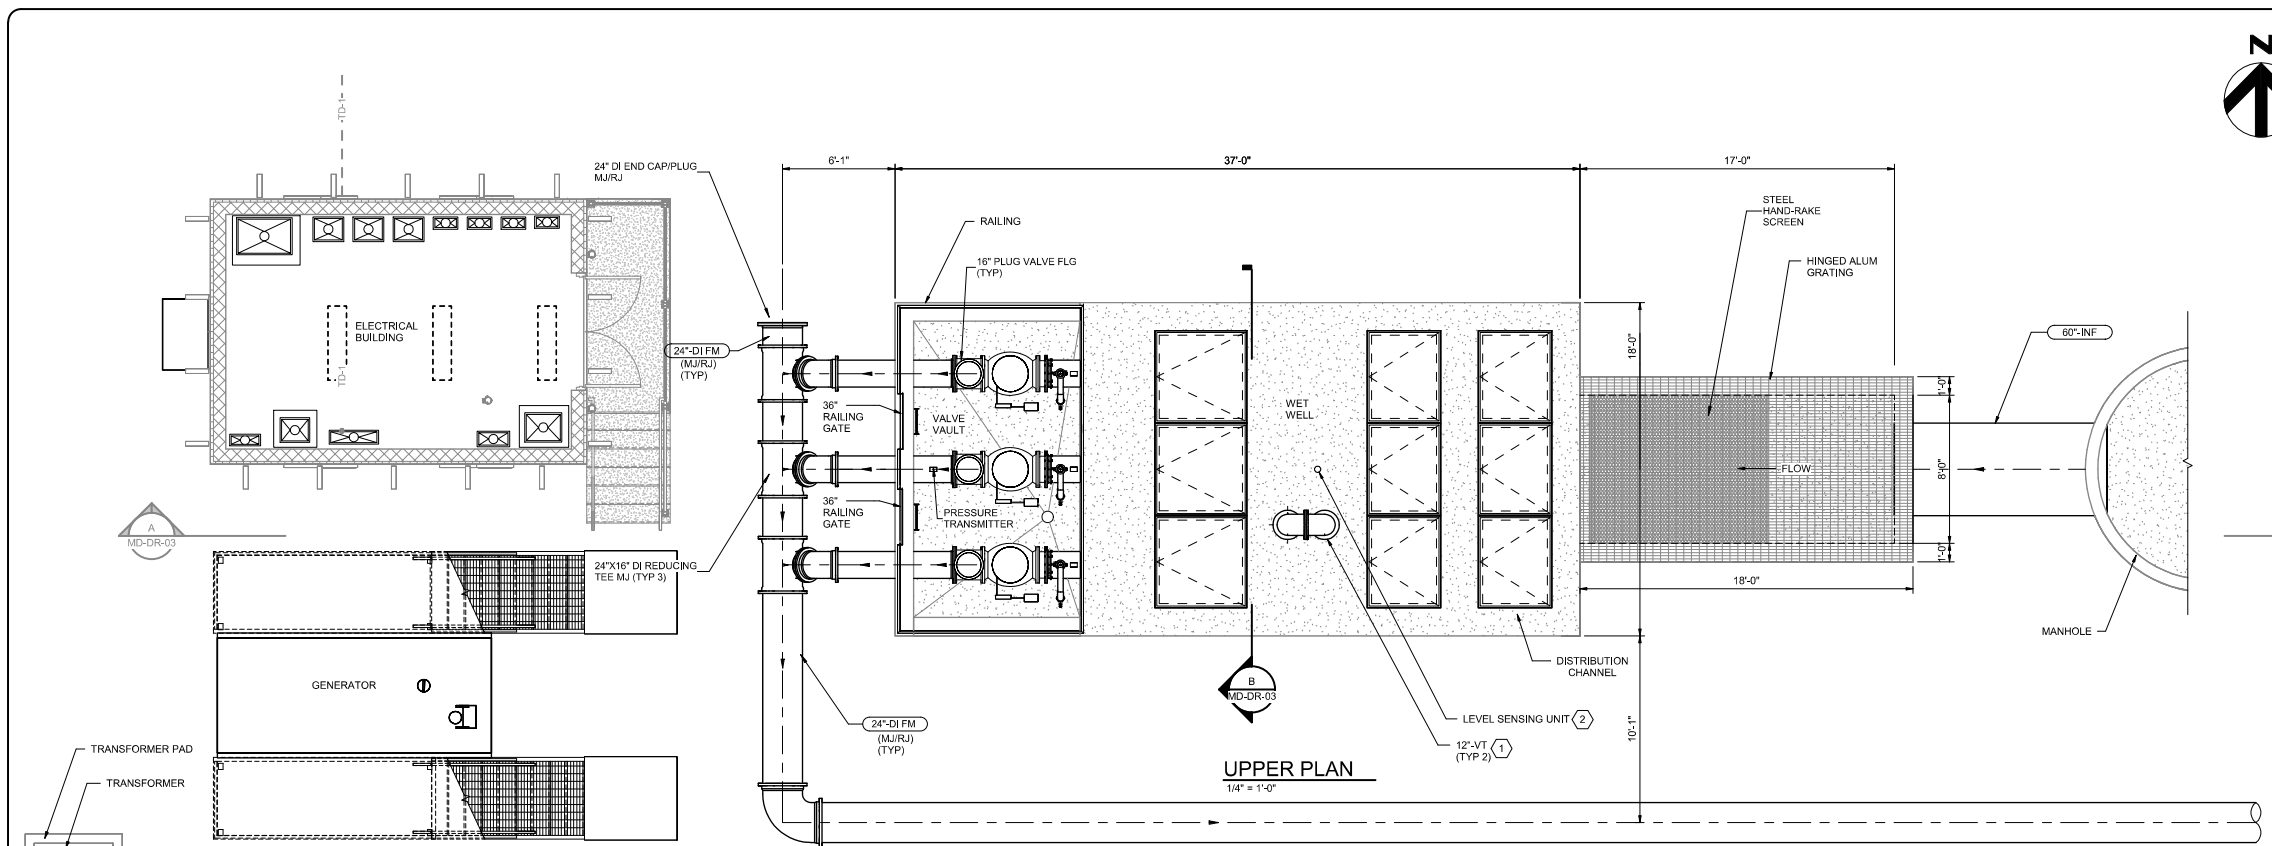 N
TD-1
24" DI END CAP/PLUG
MJ/RJ
6'-1"
37'-0"
17'-0"
STEEL
HAND-RAKE
SCREEN
RAILING
16" PLUG VALVE FLG
(TYP)
HINGED ALUM
GRATING
ELECTRICAL
BUILDING
TD-1
24"-DI FM
(MJ/RJ)
(TYP)
18'-0"
60"-INF
1'-0"
36"
RAILING
GATE
VALVE
VAULT
WET
WELL
FLOW
8'-0"
36"
RAILING
GATE
PRESSURE
TRANSMITTER
A
MD-DR-03
24"X16" DI REDUCING
TEE MJ (TYP 3)
1'-0"
18'-0"
MANHOLE
DISTRIBUTION
CHANNEL
GENERATOR
B
MD-DR-03
24"-DI FM
(MJ/RJ)
(TYP)
LEVEL SENSING UNIT 2
12"-VT 1
(TYP 2)
10'-1"
TRANSFORMER PAD
TRANSFORMER
UPPER PLAN
1/4" = 1'-0"